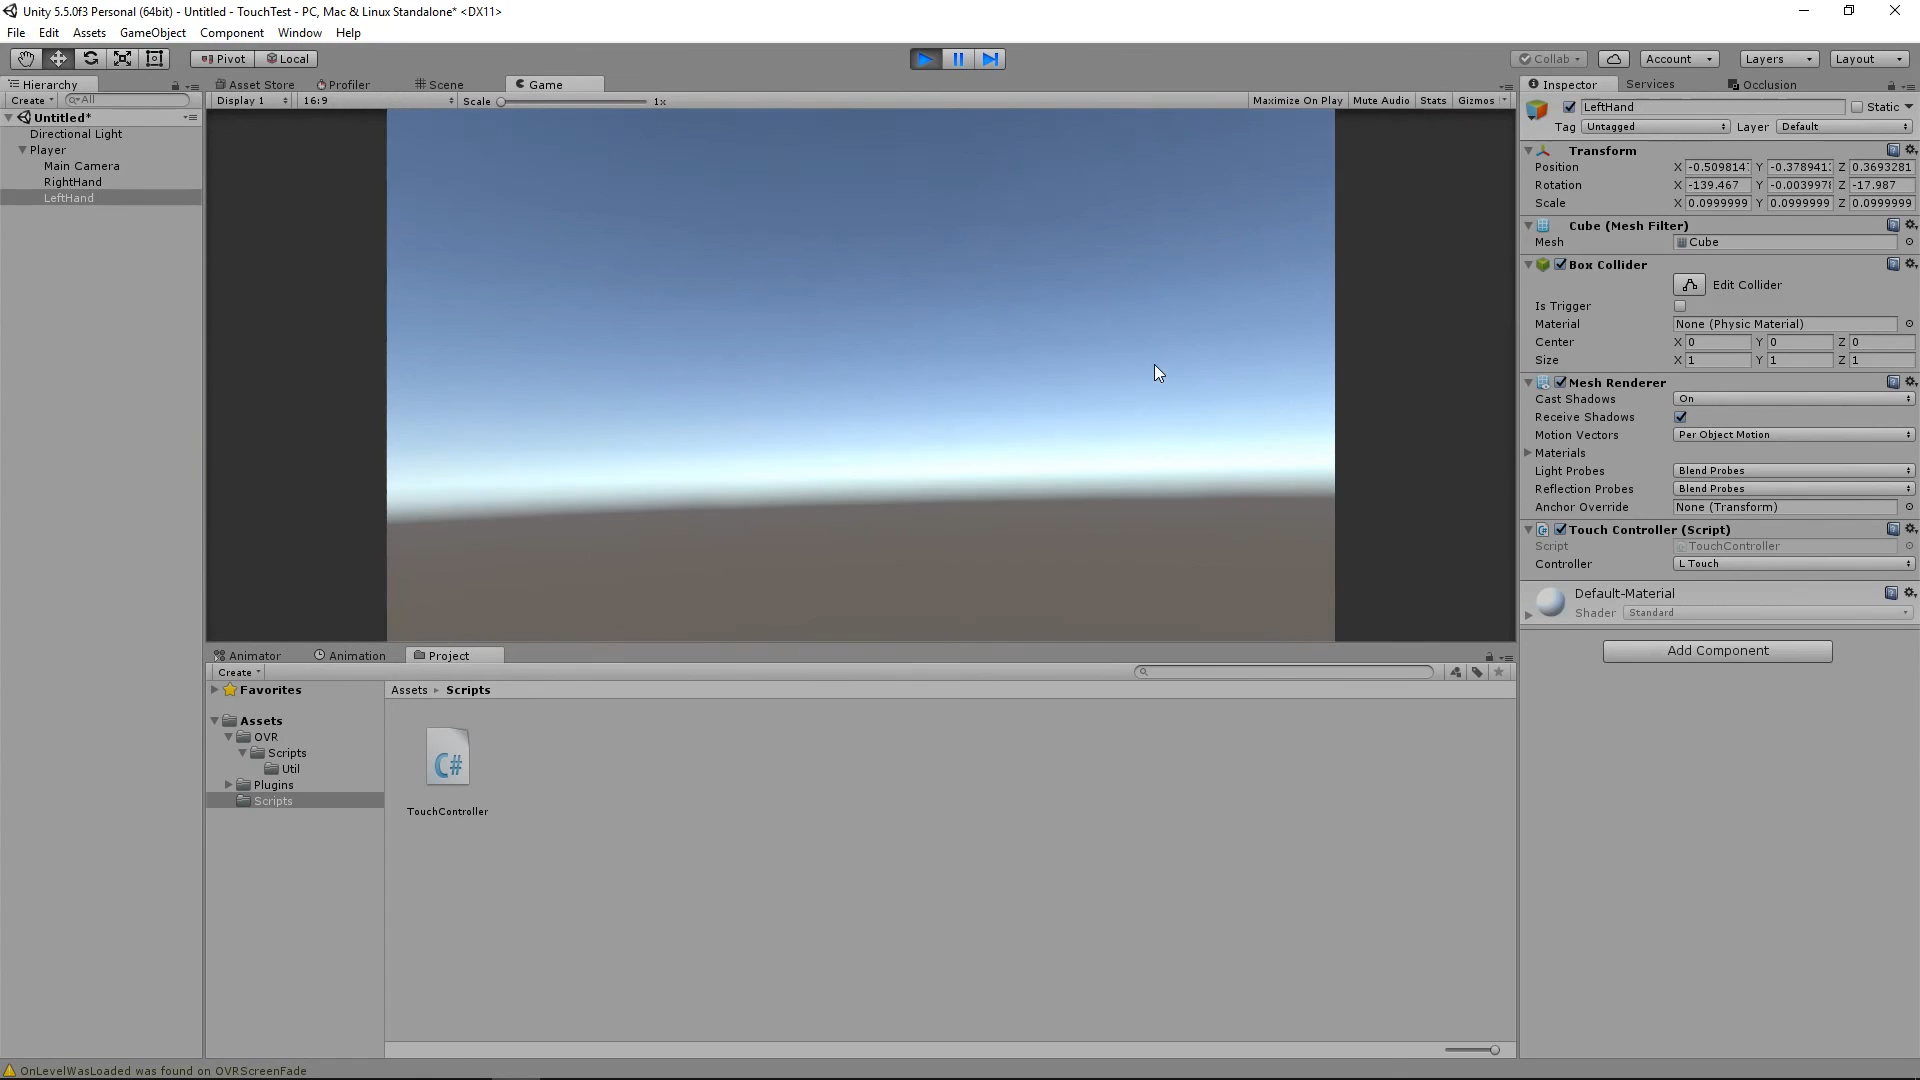 Unity 5.5.0f3 Personal (64bit) - Untitled - TouchTest - PC, Mac & Linux Standalone* <DX11>
File Edit Assets GameObject Component Window Help
Pivot Local Collab Account Layers Layout
Hierarchy
Create All
Untitled*
Directional Light
Player
Main Camera
RightHand
LeftHand
Asset Store Profiler Scene Game
Display 1 16:9 Scale 1x Maximize On Play Mute Audio Stats Gizmos
Inspector Services Occlusion
LeftHand Static
Tag Untagged Layer Default
Transform
Position X -0.509814 Y -0.378941 Z 0.3693281
Rotation X -139.467 Y -0.003997 Z -17.987
Scale X 0.0999999 Y 0.0999999 Z 0.0999999
Cube (Mesh Filter)
Mesh Cube
Box Collider
Edit Collider
Is Trigger
Material None (Physic Material)
Center X 0 Y 0 Z 0
Size X 1 Y 1 Z 1
Mesh Renderer
Cast Shadows On
Receive Shadows
Motion Vectors Per Object Motion
Materials
Light Probes Blend Probes
Reflection Probes Blend Probes
Anchor Override None (Transform)
Touch Controller (Script)
Script TouchController
Controller L Touch
Default-Material
Shader Standard
Add Component
Animator Animation Project
Create
Favorites
Assets
OVR
Scripts
Util
Plugins
Scripts
Assets Scripts
C#
TouchController
OnLevelWasLoaded was found on OVRScreenFade